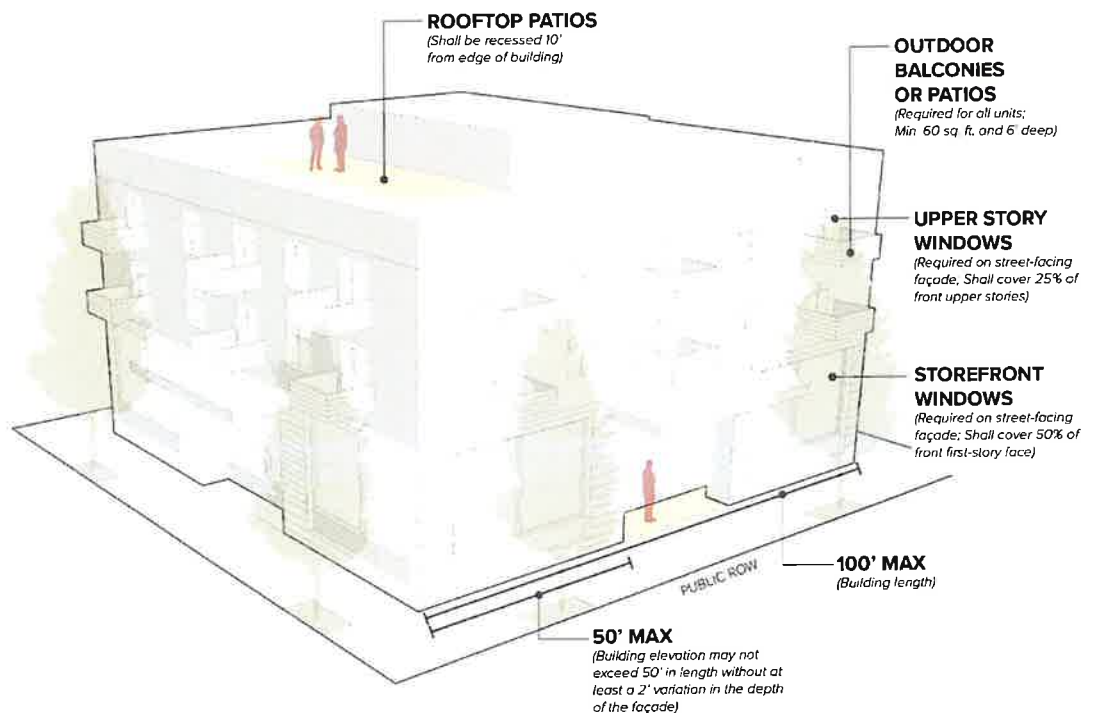 ROOFTOP PATIOS
(Shall be recessed 10'
from edge of building)
OUTDOOR
BALCONIES
OR PATIOS
(Required for all units;
Min 60 sq. ft. and 6' deep)
UPPER STORY
WINDOWS
(Required on street-facing
façade, Shall cover 25% of
front upper stories)
STOREFRONT
WINDOWS
(Required on street-facing
façade; Shall cover 50% of
front first-story face)
100' MAX
(Building length)
PUBLIC ROW
50' MAX
(Building elevation may not
exceed 50' in length without at
least a 2' variation in the depth
of the façade)